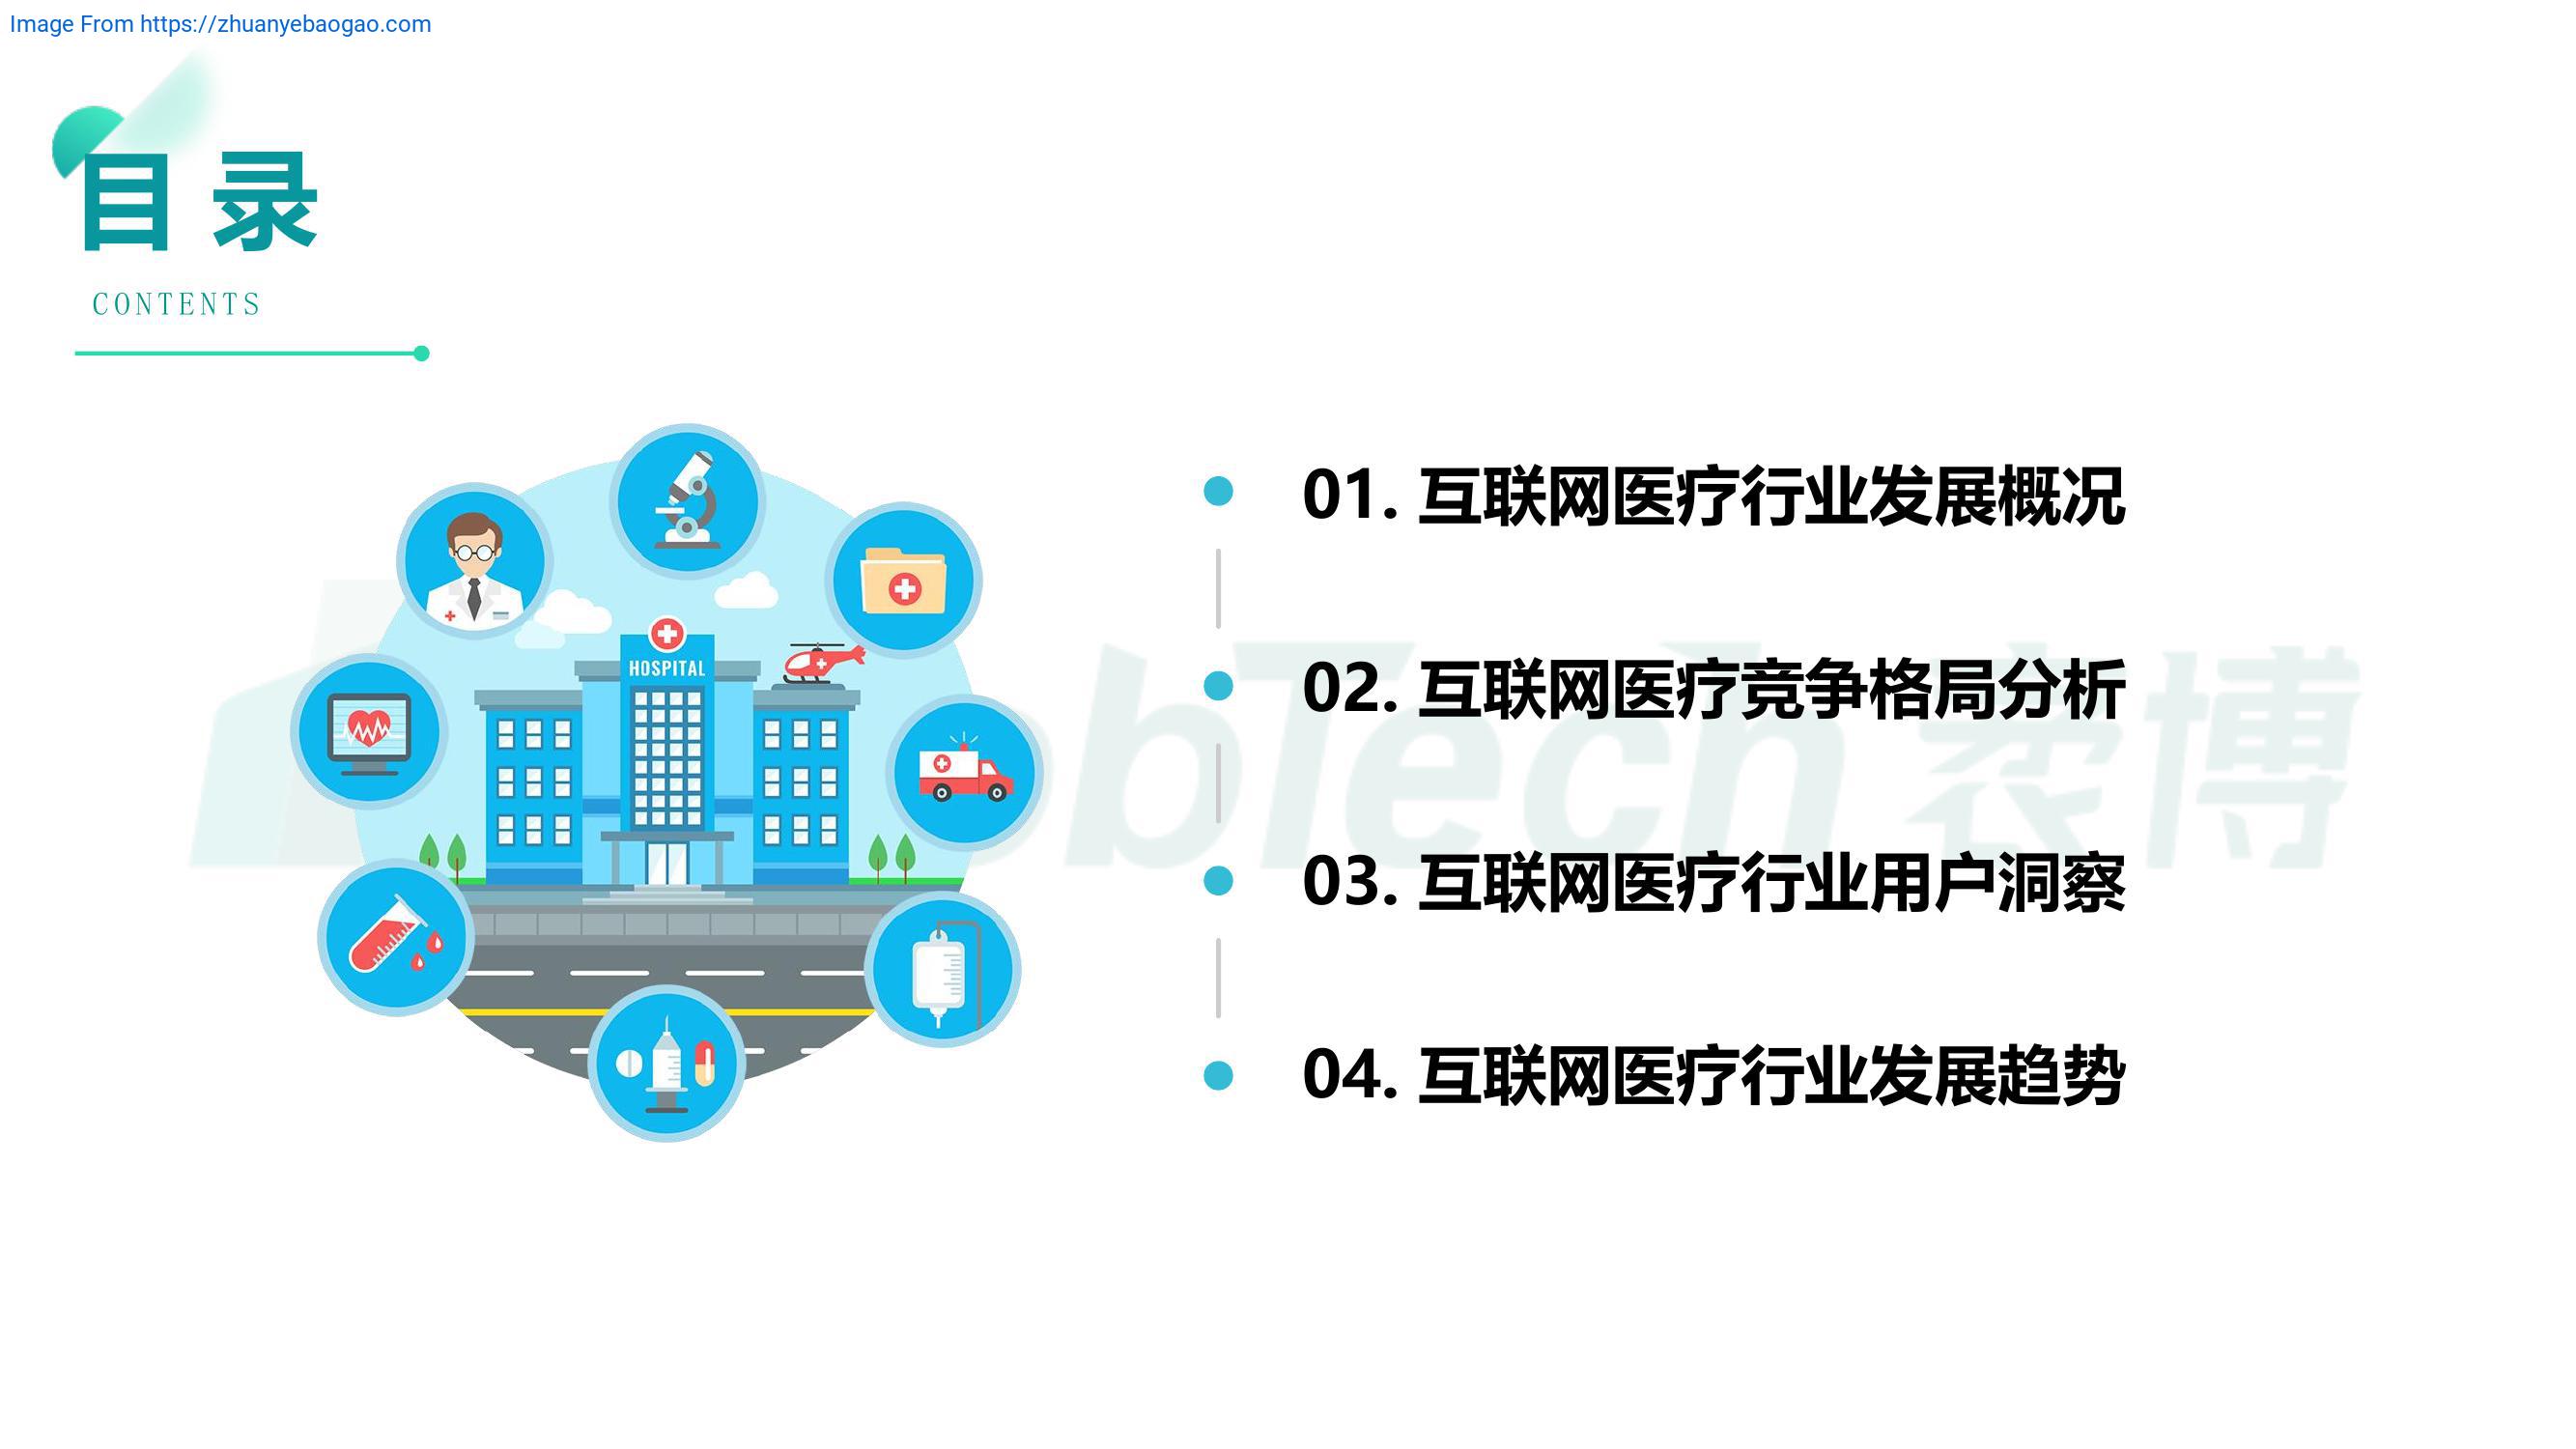 Image From https://zhuanyebaogao.com
目录
CONTENTS
HOSPITAL
01. 互联网医疗行业发展概况
02. 互联网医疗竞争格局分析
03. 互联网医疗行业用户洞察
04. 互联网医疗行业发展趋势